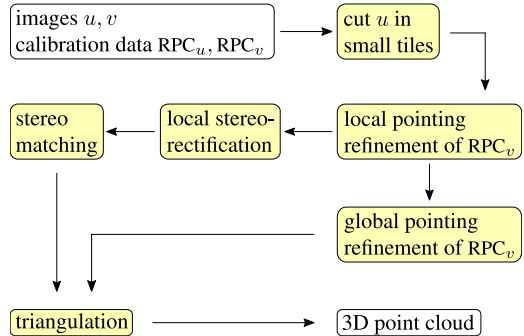 images u, v
calibration data RPC_u, RPC_v
cut u in
small tiles
stereo
matching
local stereo-
rectification
local pointing
refinement of RPC_v
global pointing
refinement of RPC_v
triangulation
3D point cloud